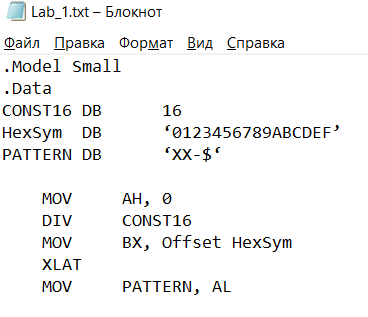 Lab_1.txt – Блокнот
Файл Правка Формат Вид Справка
.Model Small
.Data
CONST16 DB 16
HexSym DB ‘0123456789ABCDEF’
PATTERN DB ‘XX-$‘
MOV AH, 0
DIV CONST16
MOV BX, Offset HexSym
XLAT
MOV PATTERN, AL